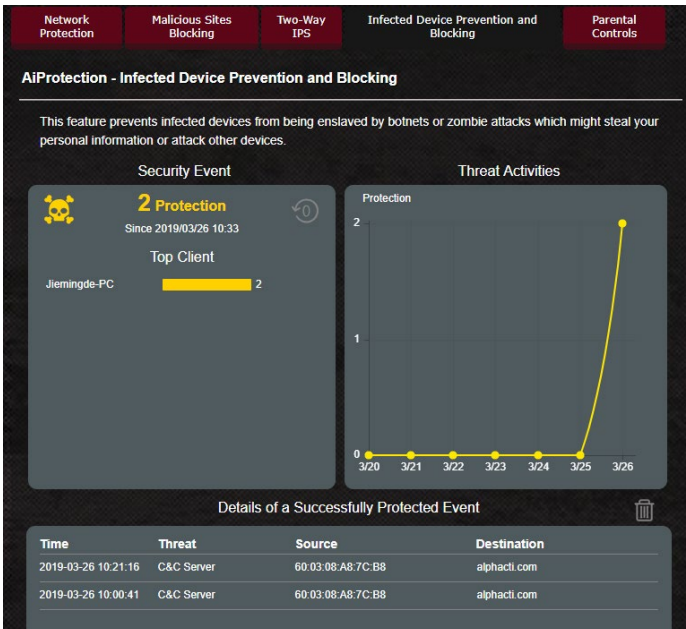 Network
Protection
Malicious Sites
Blocking
Two-Way
IPS
Infected Device Prevention and
Blocking
Parental
Controls
AiProtection - Infected Device Prevention and Blocking
This feature prevents infected devices from being enslaved by botnets or zombie attacks which might steal your
personal information or attack other devices.
Security Event
2 Protection
Since 2019/03/26 10:33
0
Top Client
Jiemingde-PC 2
Threat Activities
Protection
2
1
0
3/20 3/21 3/22 3/23 3/24 3/25 3/26
Details of a Successfully Protected Event
Time Threat Source Destination
2019-03-26 10:21:16 C&C Server 60:03:08:A8:7C:B8 alphacti.com
2019-03-26 10:00:41 C&C Server 60:03:08:A8:7C:B8 alphacti.com